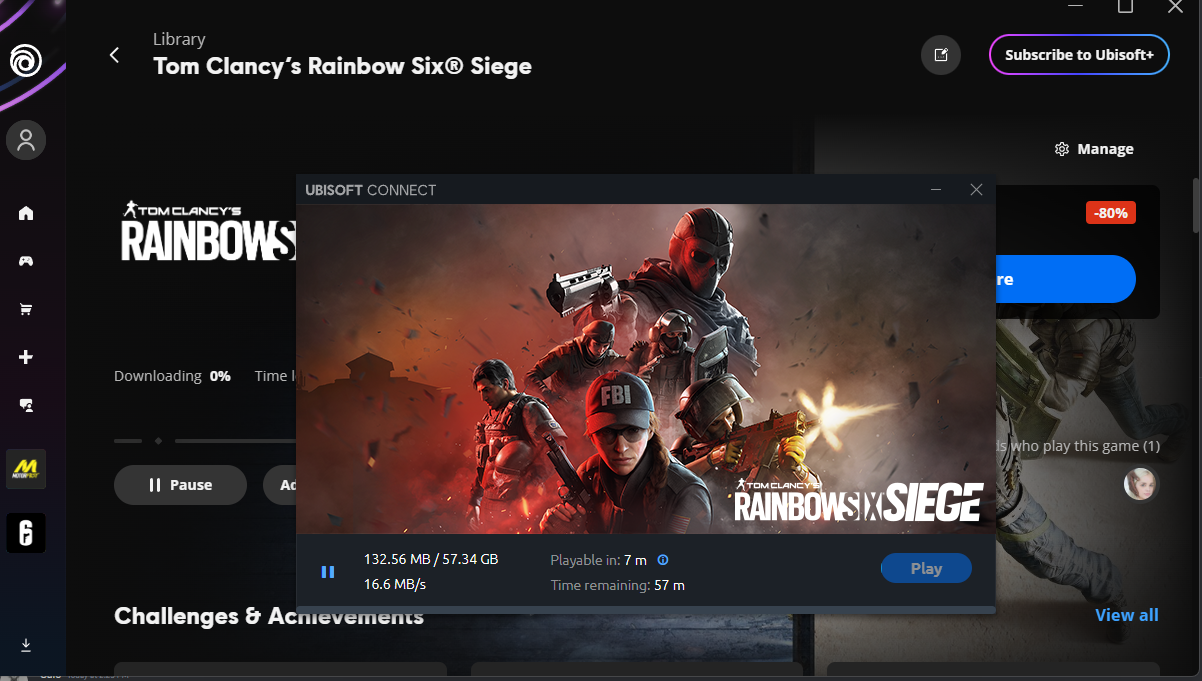 Library
Tom Clancy's Rainbow Six® Siege
Subscribe to Ubisoft+
Manage
UBISOFT CONNECT
-80%
TOM CLANCY'S
RAINBOWS
re
FBI
Downloading 0% Time l
ds who play this game (1)
TOM CLANCY'S
RAINBOWSIX SIEGE
Pause
Ad
132.56 MB / 57.34 GB
16.6 MB/s
Playable in: 7 m
Time remaining: 57 m
Play
Challenges & Achievements
View all
6